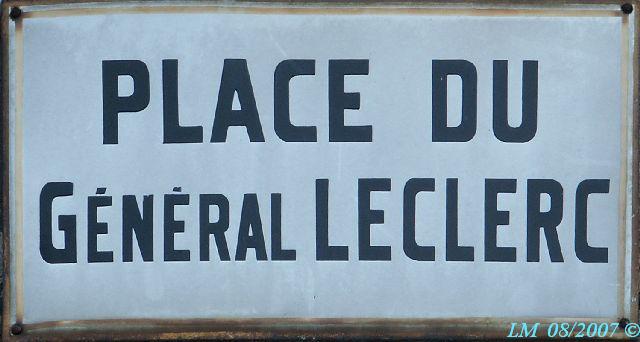 PLACE DU
GÉNÉRAL LECLERC
LM 08/2007 ©